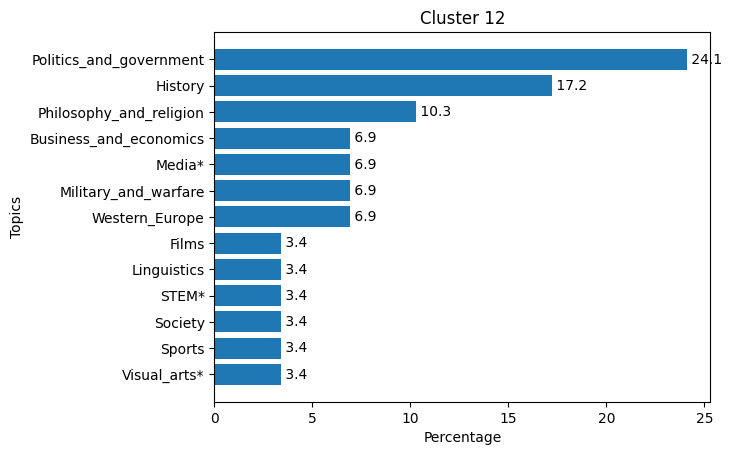 Cluster 12
Topics
Politics_and_government 24.1
History 17.2
Philosophy_and_religion 10.3
Business_and_economics 6.9
Media* 6.9
Military_and_warfare 6.9
Western_Europe 6.9
Films 3.4
Linguistics 3.4
STEM* 3.4
Society 3.4
Sports 3.4
Visual_arts* 3.4
0 5 10 15 20 25
Percentage